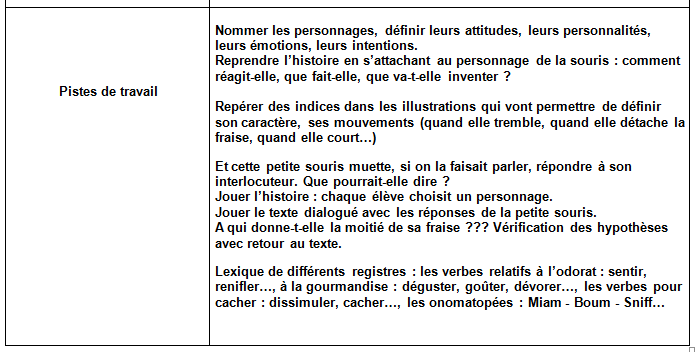 Pistes de travail
Nommer les personnages, définir leurs attitudes, leurs personnalités,
leurs émotions, leurs intentions.
Reprendre l'histoire en s'attachant au personnage de la souris : comment
réagit-elle, que fait-elle, que va-t-elle inventer ?
Repérer des indices dans les illustrations qui vont permettre de définir
son caractère, ses mouvements (quand elle tremble, quand elle détache la
fraise, quand elle court…)
Et cette petite souris muette, si on la faisait parler, répondre à son
interlocuteur. Que pourrait-elle dire ?
Jouer l'histoire : chaque élève choisit un personnage.
Jouer le texte dialogué avec les réponses de la petite souris.
A qui donne-t-elle la moitié de sa fraise ??? Vérification des hypothèses
avec retour au texte.
Lexique de différents registres : les verbes relatifs à l'odorat : sentir,
renifler…, à la gourmandise : déguster, goûter, dévorer…, les verbes pour
cacher : dissimuler, cacher…, les onomatopées : Miam - Boum - Sniff…